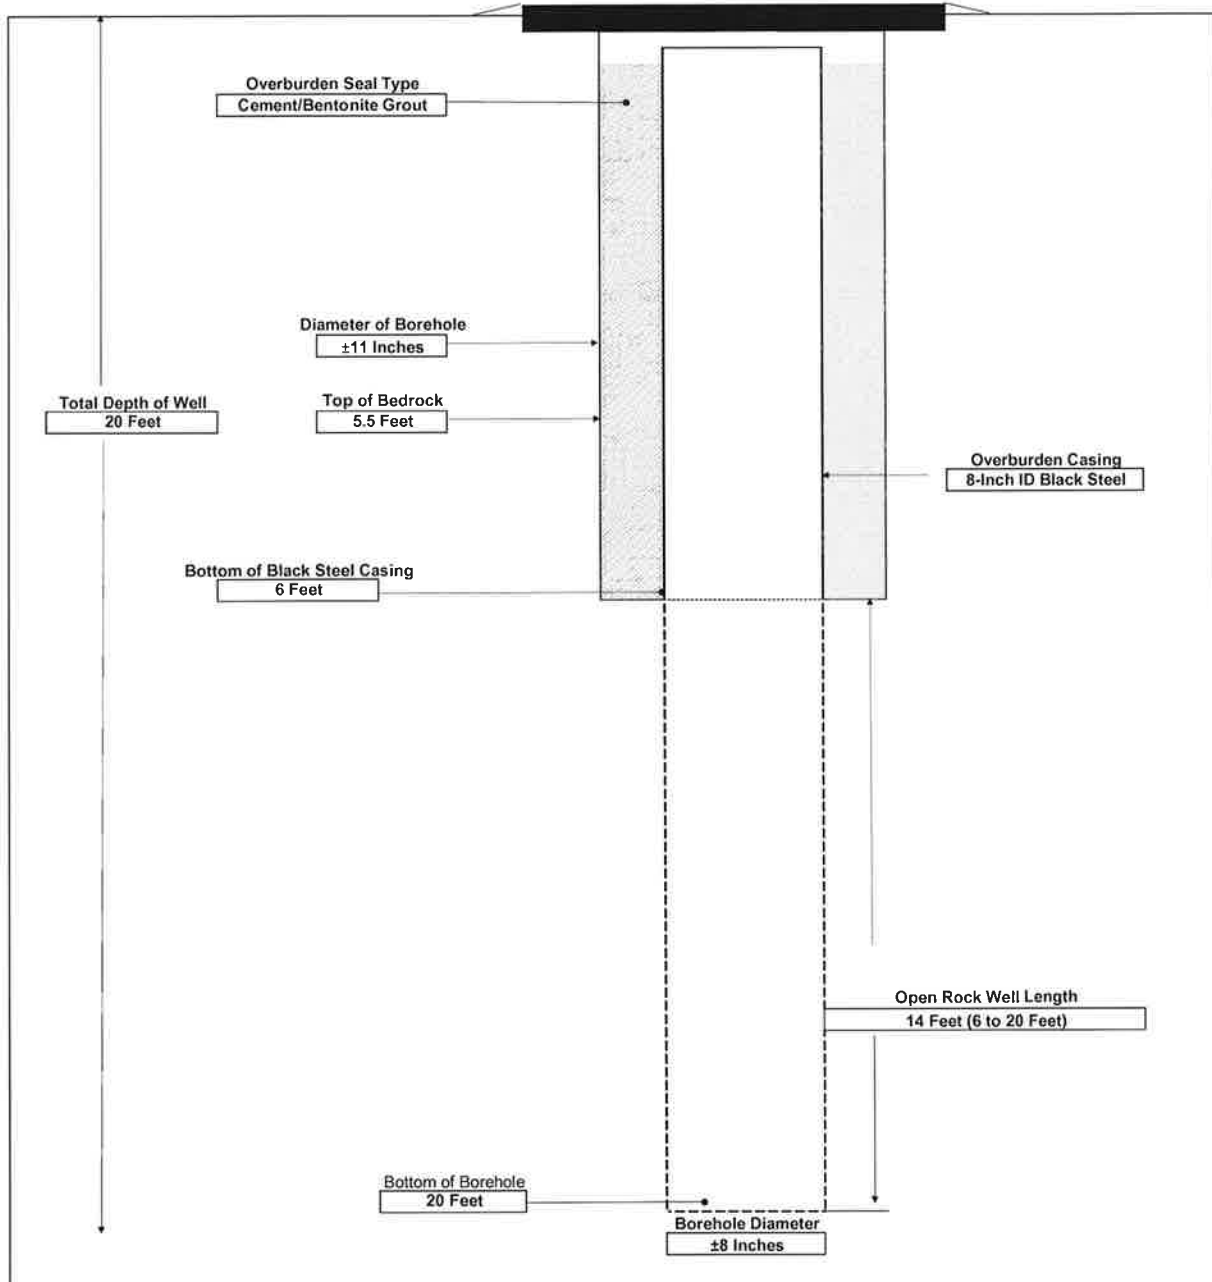 Overburden Seal Type
Cement/Bentonite Grout
Diameter of Borehole
±11 Inches
Total Depth of Well
20 Feet
Top of Bedrock
5.5 Feet
Overburden Casing
8-Inch ID Black Steel
Bottom of Black Steel Casing
6 Feet
Open Rock Well Length
14 Feet (6 to 20 Feet)
Bottom of Borehole
20 Feet
Borehole Diameter
±8 Inches